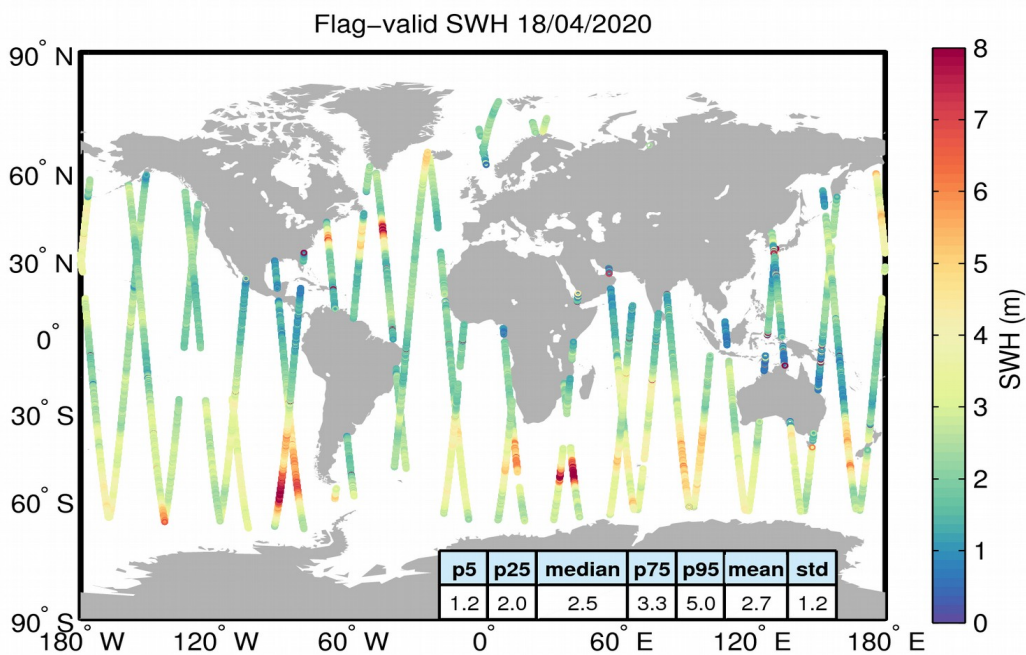 Flag−valid SWH 18/04/2020
90° N
60° N
30° N
0°
30° S
60° S
90° S
180° W
120° W
60° W
0°
60° E
120° E
180° E
p5 p25 median p75 p95 mean std
1.2 2.0 2.5 3.3 5.0 2.7 1.2
8
7
6
5
4
3
2
1
0
SWH (m)